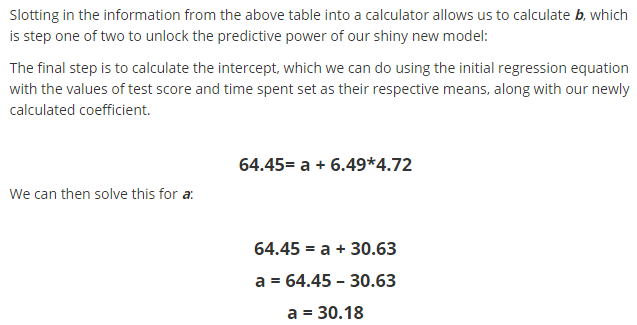 Slotting in the information from the above table into a calculator allows us to calculate b, which
is step one of two to unlock the predictive power of our shiny new model:
The final step is to calculate the intercept, which we can do using the initial regression equation
with the values of test score and time spent set as their respective means, along with our newly
calculated coefficient.
64.45= a + 6.49*4.72
We can then solve this for a:
64.45 = a + 30.63
a = 64.45 – 30.63
a = 30.18